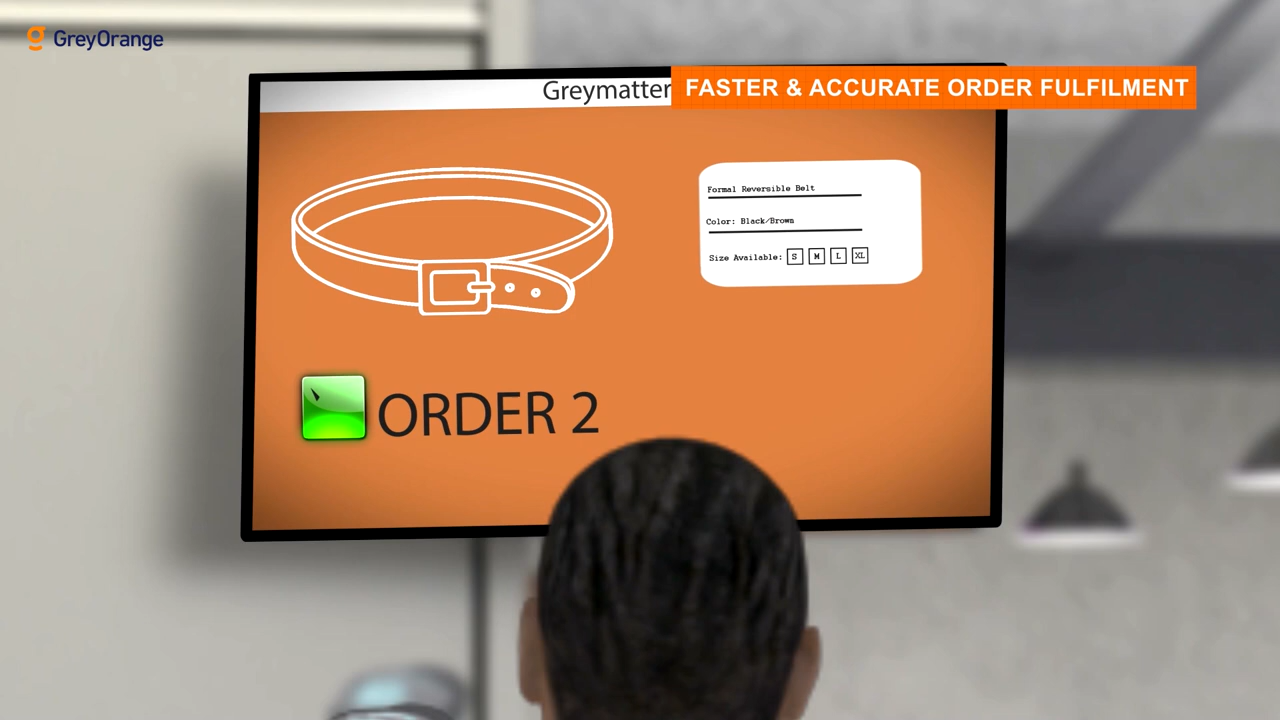 GreyOrange
Greymatter
FASTER & ACCURATE ORDER FULFILMENT
Formal Reversible Belt
Color: Black/Brown
Size Available: S M L XL
ORDER 2